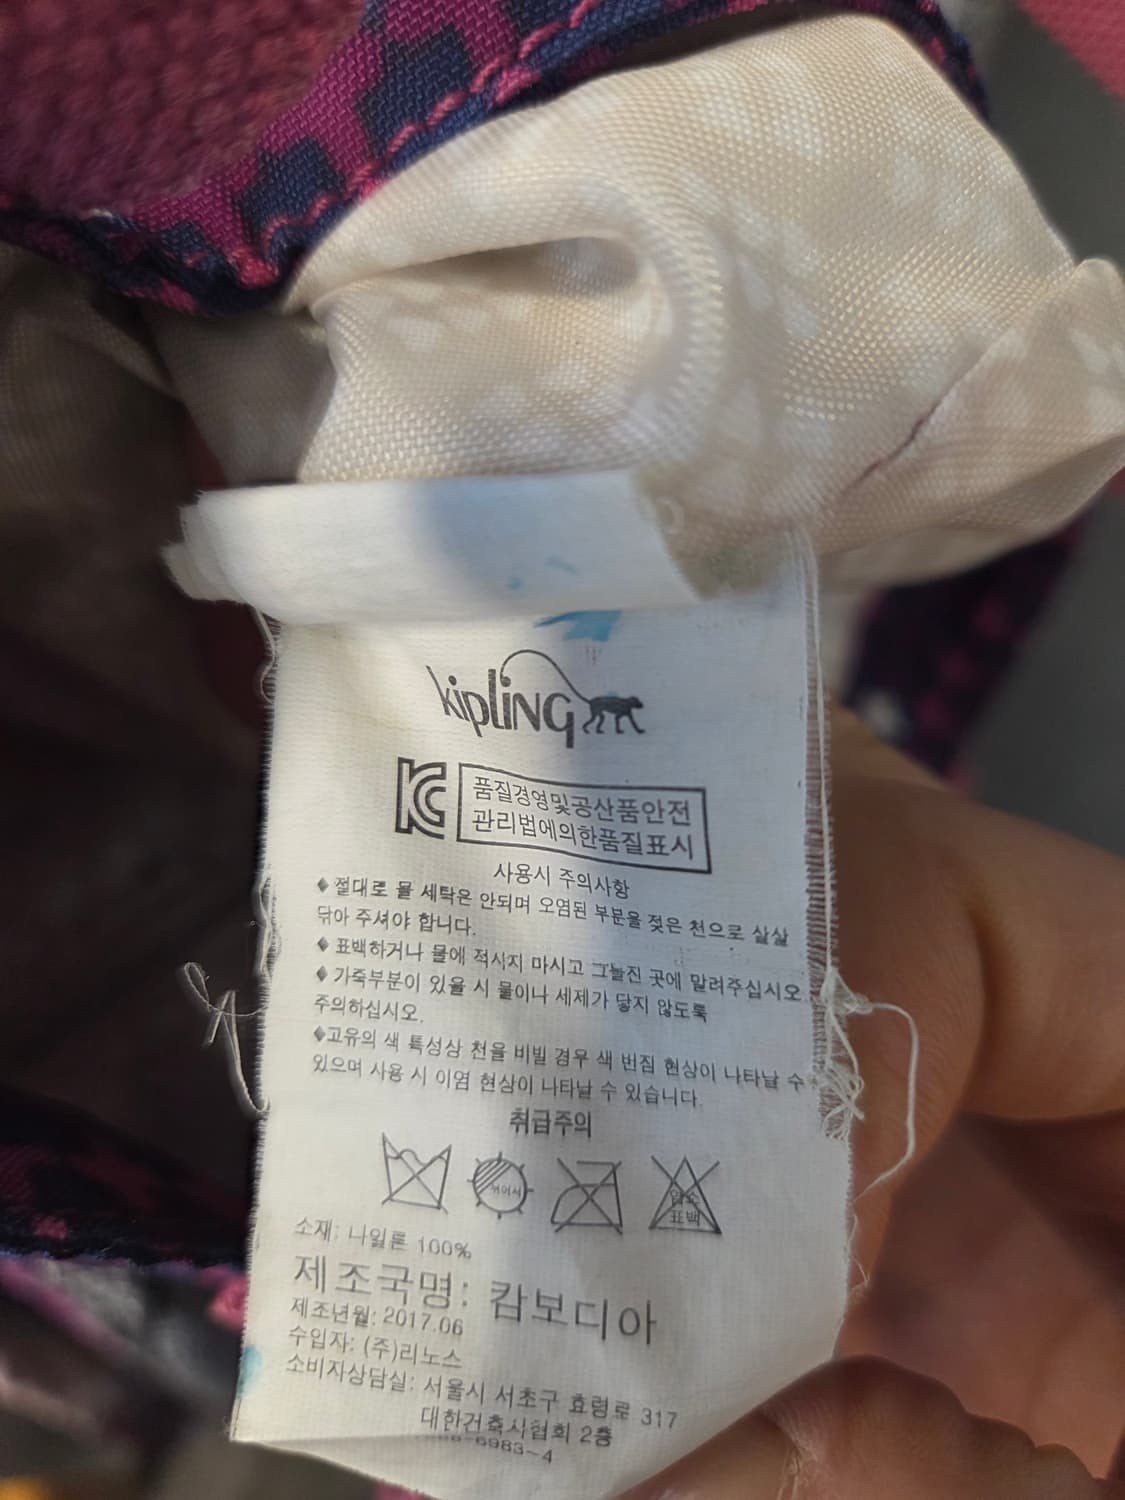 kipling
품질경영및공산품안전
관리법에의한품질표시
사용시 주의사항
◆ 절대로 물 세탁은 안되며 오염된 부분을 젖은 천으로 살살
닦아 주셔야 합니다.
◆ 표백하거나 물에 적시지 마시고 그늘진 곳에 말려주십시오.
◆ 가죽부분이 있을 시 물이나 세제가 닿지 않도록
주의하십시오.
◆고유의 색 특성상 천을 비빌 경우 색 번짐 현상이 나타날 수
있으며 사용 시 이염 현상이 나타날 수 있습니다.
취급주의
뉘어서
염소
표백
소재: 나일론 100%
제조국명: 캄보디아
제조년월: 2017.06
수입자: (주)리노스
소비자상담실: 서울시 서초구 효령로 317
대한건축사협회 2층
6983-4